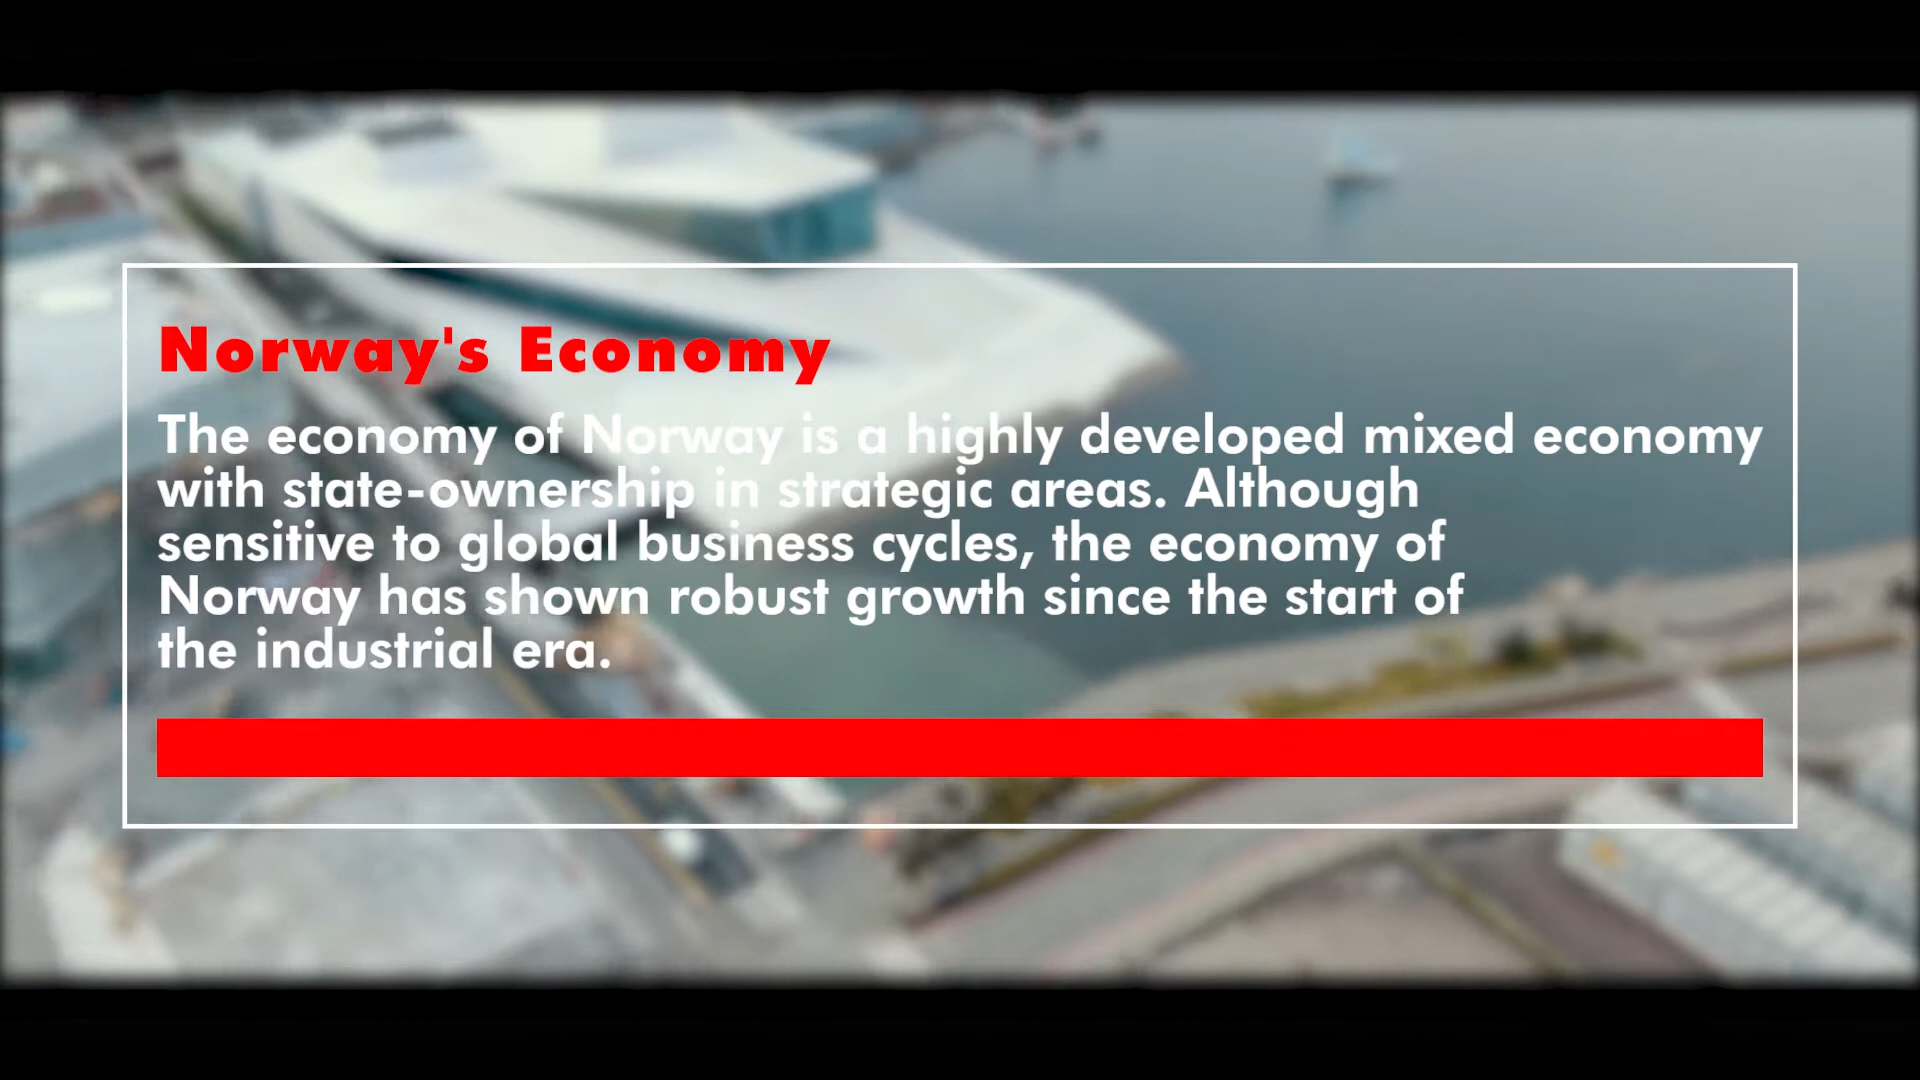 Norway's Economy
The economy of Norway is a highly developed mixed economy
with state-ownership in strategic areas. Although
sensitive to global business cycles, the economy of
Norway has shown robust growth since the start of
the industrial era.